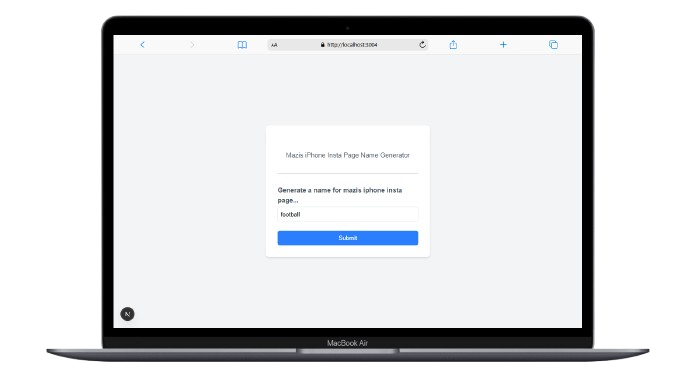 AA http://localhost:3004
Mazis iPhone Insta Page Name Generator
Generate a name for mazis iphone insta
page...
football
Submit
N
MacBook Air